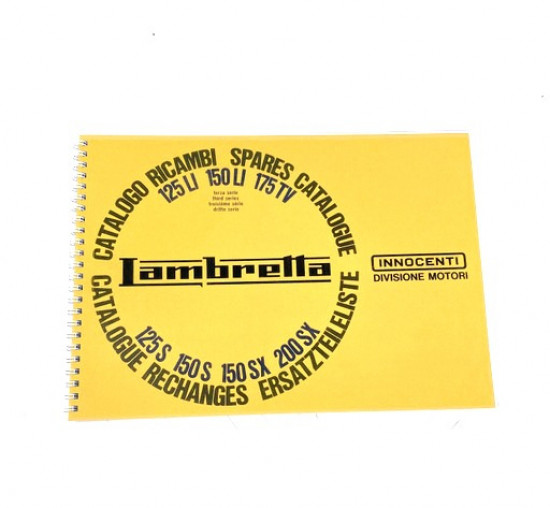 CATALOGO RICAMBI SPARES CATALOGUE
125 LI 150 LI 175 TV
terza serie
third series
troisième série
dritte serie
Lambretta
INNOCENTI
DIVISIONE MOTORI
125 S 150 S 150 SX 200 SX
CATALOGUE RECHANGES ERSATZTEILELISTE